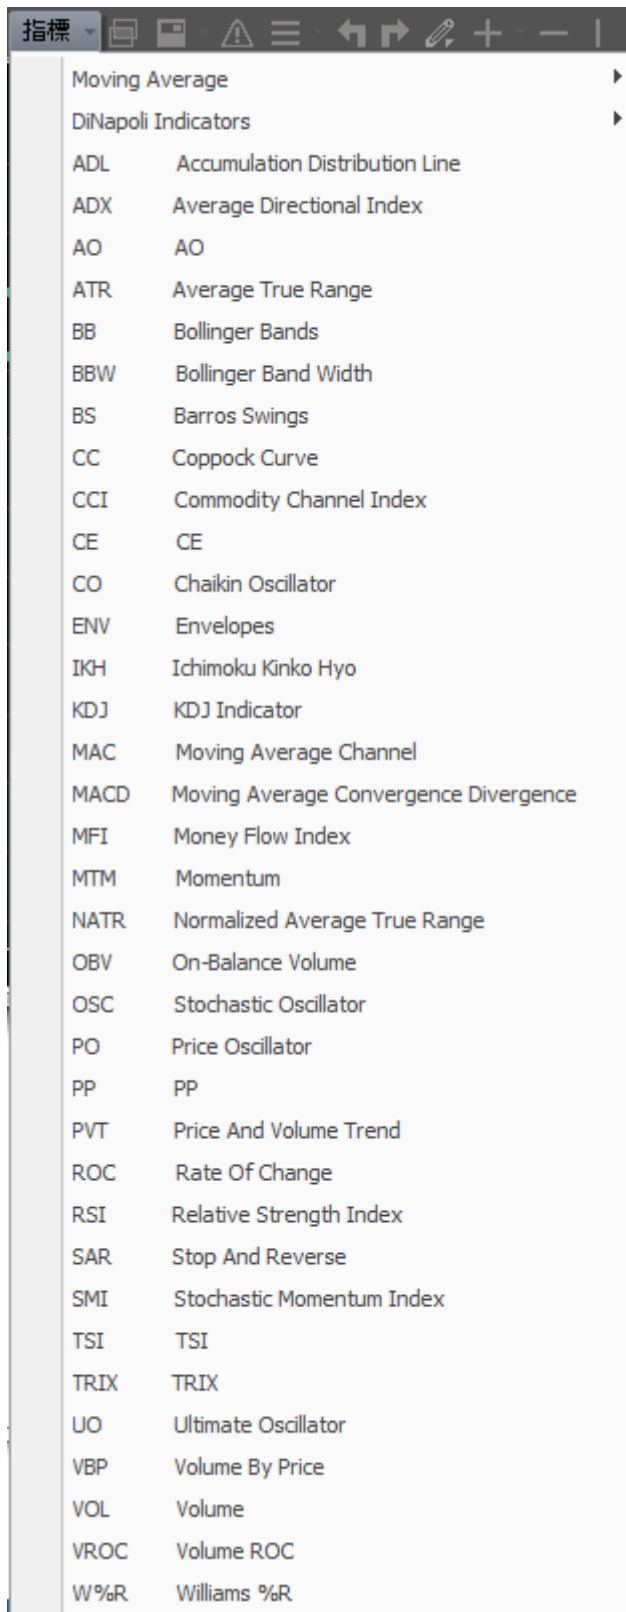 指標
Moving Average
DiNapoli Indicators
ADL Accumulation Distribution Line
ADX Average Directional Index
AO AO
ATR Average True Range
BB Bollinger Bands
BBW Bollinger Band Width
BS Barros Swings
CC Coppock Curve
CCI Commodity Channel Index
CE CE
CO Chaikin Oscillator
ENV Envelopes
IKH Ichimoku Kinko Hyo
KDJ KDJ Indicator
MAC Moving Average Channel
MACD Moving Average Convergence Divergence
MFI Money Flow Index
MTM Momentum
NATR Normalized Average True Range
OBV On-Balance Volume
OSC Stochastic Oscillator
PO Price Oscillator
PP PP
PVT Price And Volume Trend
ROC Rate Of Change
RSI Relative Strength Index
SAR Stop And Reverse
SMI Stochastic Momentum Index
TSI TSI
TRIX TRIX
UO Ultimate Oscillator
VBP Volume By Price
VOL Volume
VROC Volume ROC
W%R Williams %R